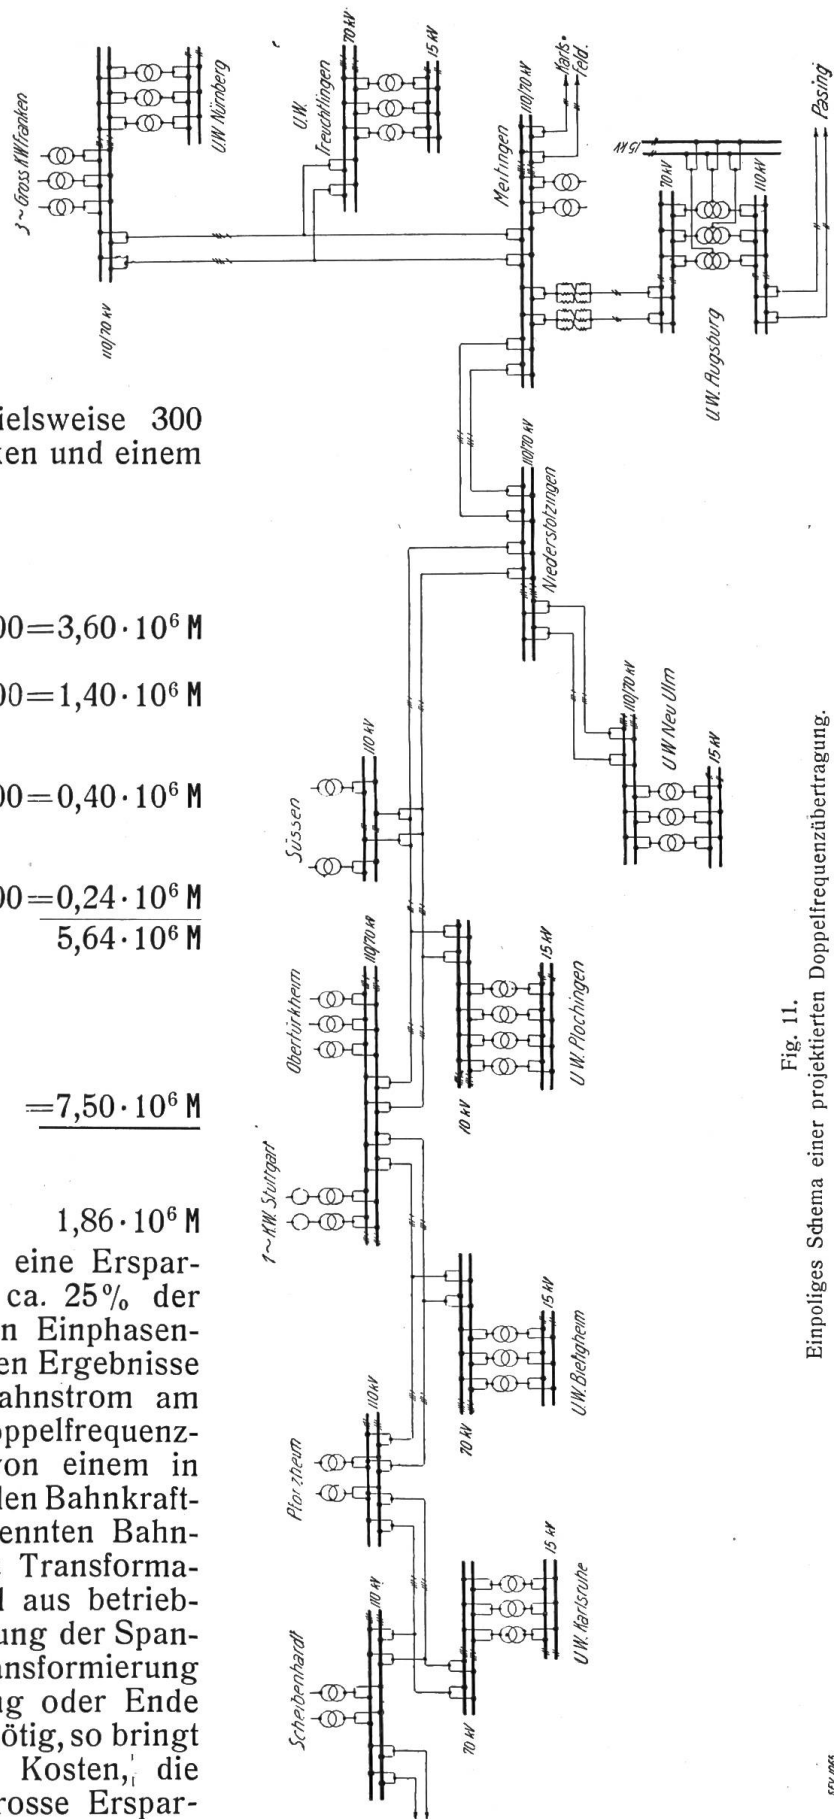 ielsweise 300
ken und einem
00=3,60·10⁶ M
00=1,40·10⁶ M
00=0,40·10⁶ M
00=0,24·10⁶ M
5,64·10⁶ M
=7,50·10⁶ M
1,86·10⁶ M
eine Erspar-
ca. 25% der
n Einphasen-
en Ergebnisse
ahnstrom am
oppelfrequenz-
von einem in
den Bahnkraft-
ennten Bahn-
Transforma-
l aus betrieb-
ung der Span-
ansformierung
ng oder Ende
nötig, so bringt
Kosten, die
rosse Erspar-
3~Gross KW Franken
110/70 kV
U.W Nürnberg
U.W.
Treuchtlingen
70 kV
15 kV
Meitingen
110/70 kV
Karls-
feld.
15 kV
70 kV
110 kV
U.W. Augsburg
Pasing
110/70 kV
Niederstotzingen
110/70 kV
U W Neu Ulm
15 kV
Süssen
110 kV
Obertürkheim
110/70 kV
1~K.W. Stuttgart
10 kV
15 kV
U W. Plochingen
Pforzheim
110 kV
70 kV
15 kV
U.W. Bietigheim
Scheibenhardt
110 kV
70 kV
15 kV
U W. Karlsruhe
Fig. 11.
Einpoliges Schema einer projektierten Doppelfrequenzübertragung.